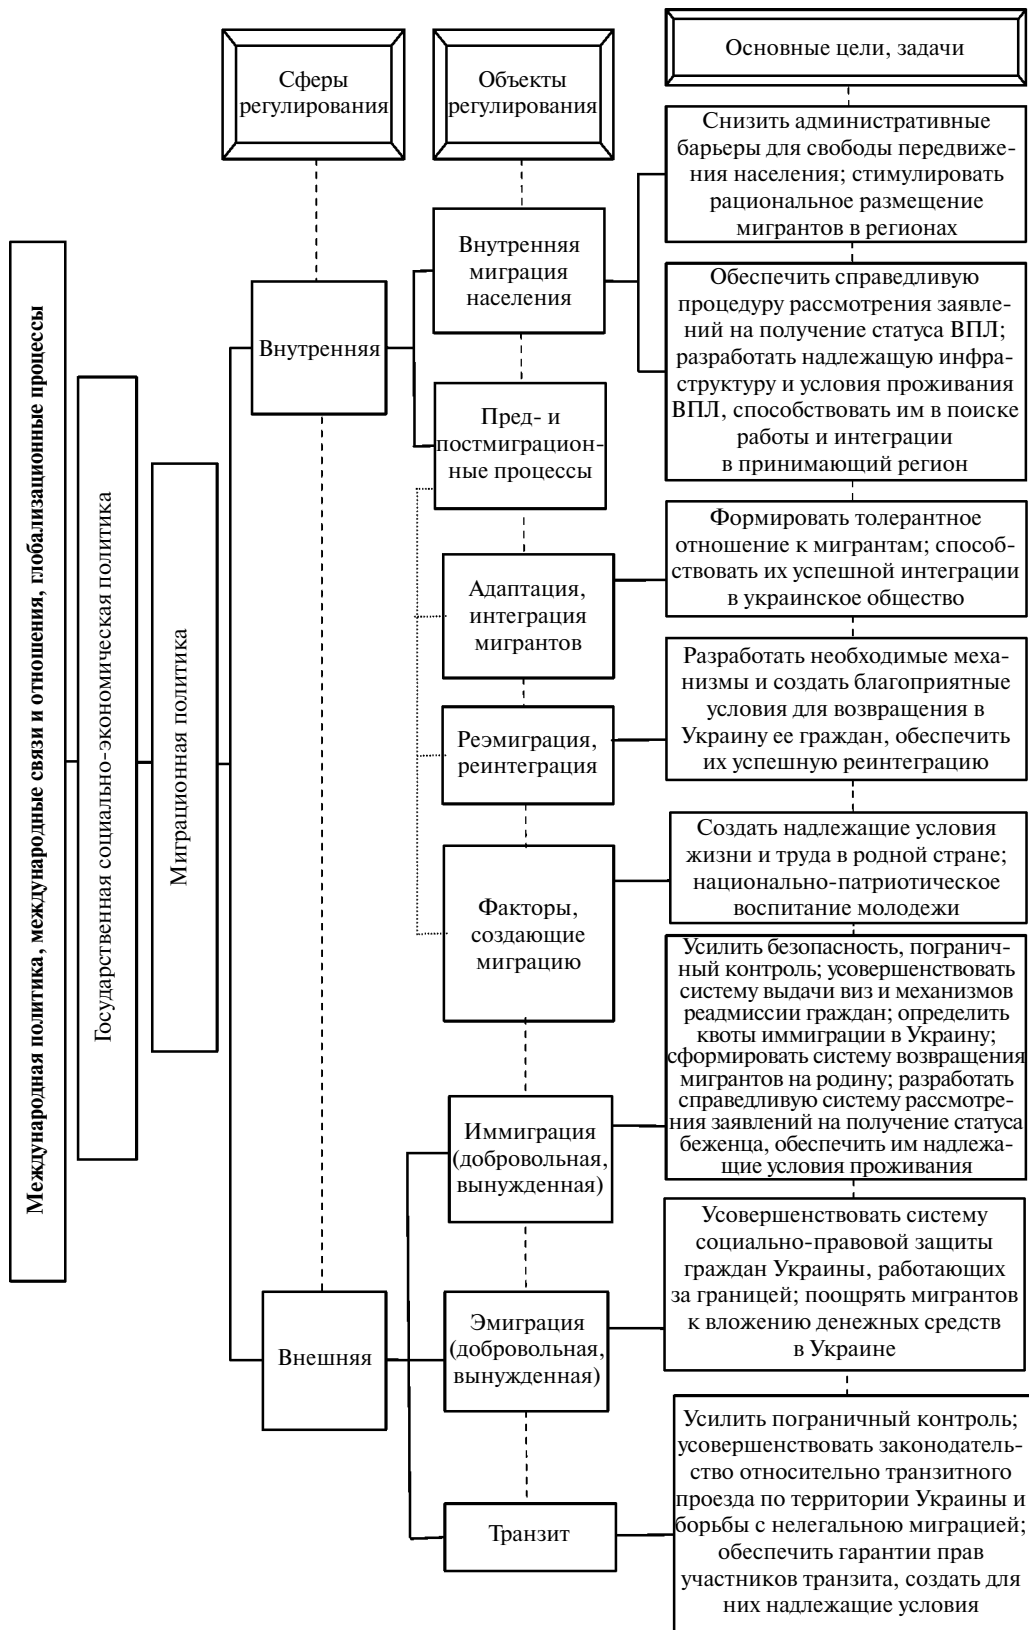 Международная политика, международные связи и отношения, глобализационные процессы
Государственная социально-экономическая политика
Миграционная политика
Сферы
регулирования
Внутренняя
Внешняя
Объекты
регулирования
Внутренняя
миграция
населения
Пред- и
постмиграцион-
ные процессы
Адаптация,
интеграция
мигрантов
Реэмиграция,
реинтеграция
Факторы,
создающие
миграцию
Иммиграция
(добровольная,
вынужденная)
Эмиграция
(добровольная,
вынужденная)
Транзит
Основные цели, задачи
Снизить административные
барьеры для свободы передвиже-
ния населения; стимулировать
рациональное размещение
мигрантов в регионах
Обеспечить справедливую
процедуру рассмотрения заявле-
ний на получение статуса ВПЛ;
разработать надлежащую инфра-
структуру и условия проживания
ВПЛ, способствовать им в поиске
работы и интеграции
в принимающий регион
Формировать толерантное
отношение к мигрантам; способ-
ствовать их успешной интеграции
в украинское общество
Разработать необходимые меха-
низмы и создать благоприятные
условия для возвращения в
Украину ее граждан, обеспечить
их успешную реинтеграцию
Создать надлежащие условия
жизни и труда в родной стране;
национально-патриотическое
воспитание молодежи
Усилить безопасность, погранич-
ный контроль; усовершенствовать
систему выдачи виз и механизмов
реадмиссии граждан; определить
квоты иммиграции в Украину;
сформировать систему возвращения
мигрантов на родину; разработать
справедливую систему рассмотре-
ния заявлений на получение статуса
беженца, обеспечить им надлежа-
щие условия проживания
Усовершенствовать систему
социально-правовой защиты
граждан Украины, работающих
за границей; поощрять мигрантов
к вложению денежных средств
в Украине
Усилить пограничный контроль;
усовершенствовать законодатель-
ство относительно транзитного
проезда по территории Украины и
борьбы с нелегальною миграцией;
обеспечить гарантии прав
участников транзита, создать для
них надлежащие условия